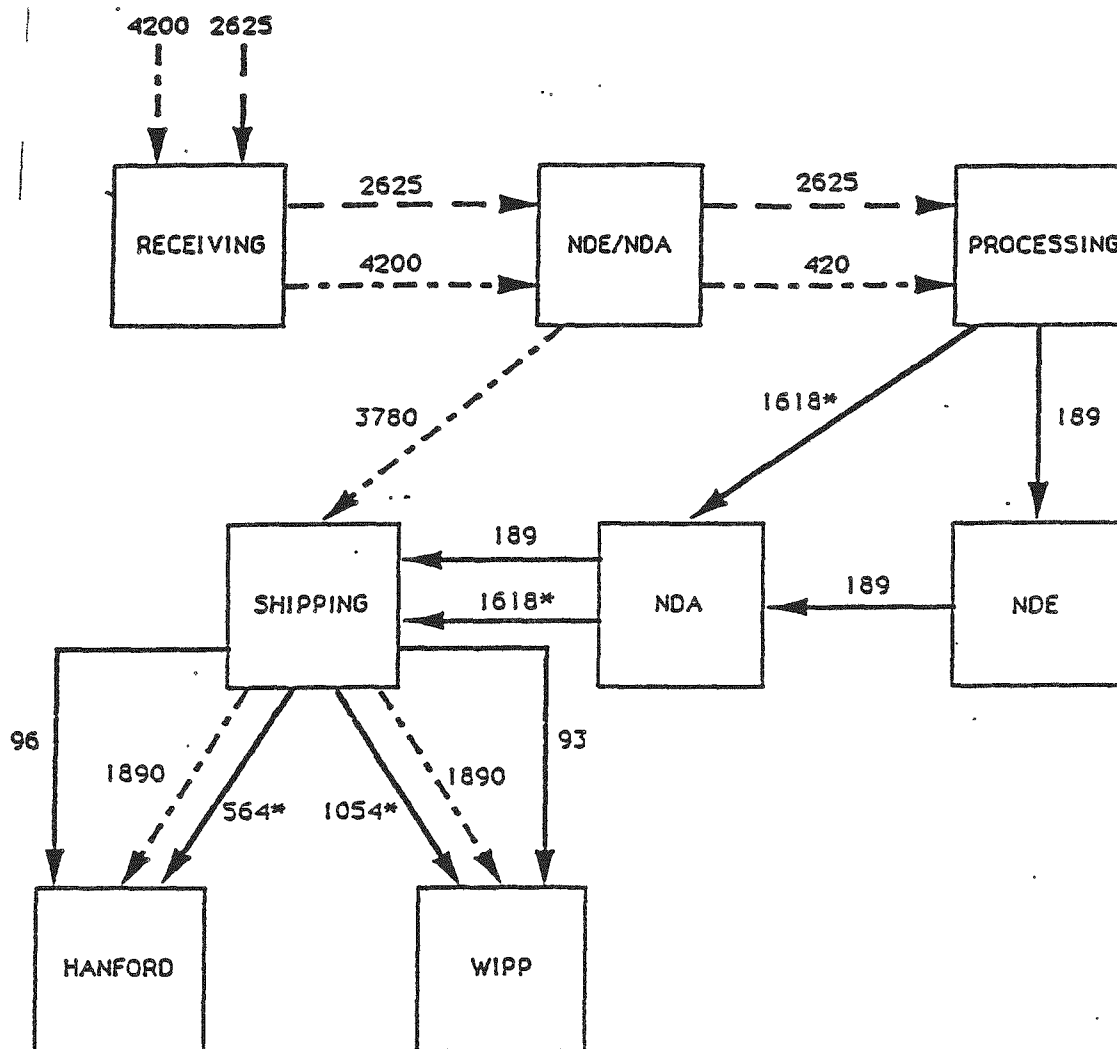 4200 2625
2625 2625
RECEIVING NDE/NDA PROCESSING
4200 420
3780 1618* 189
189
SHIPPING 1618* NDA 189 NDE
96 93
1890 1890
564* 1054*
HANFORD WIPP